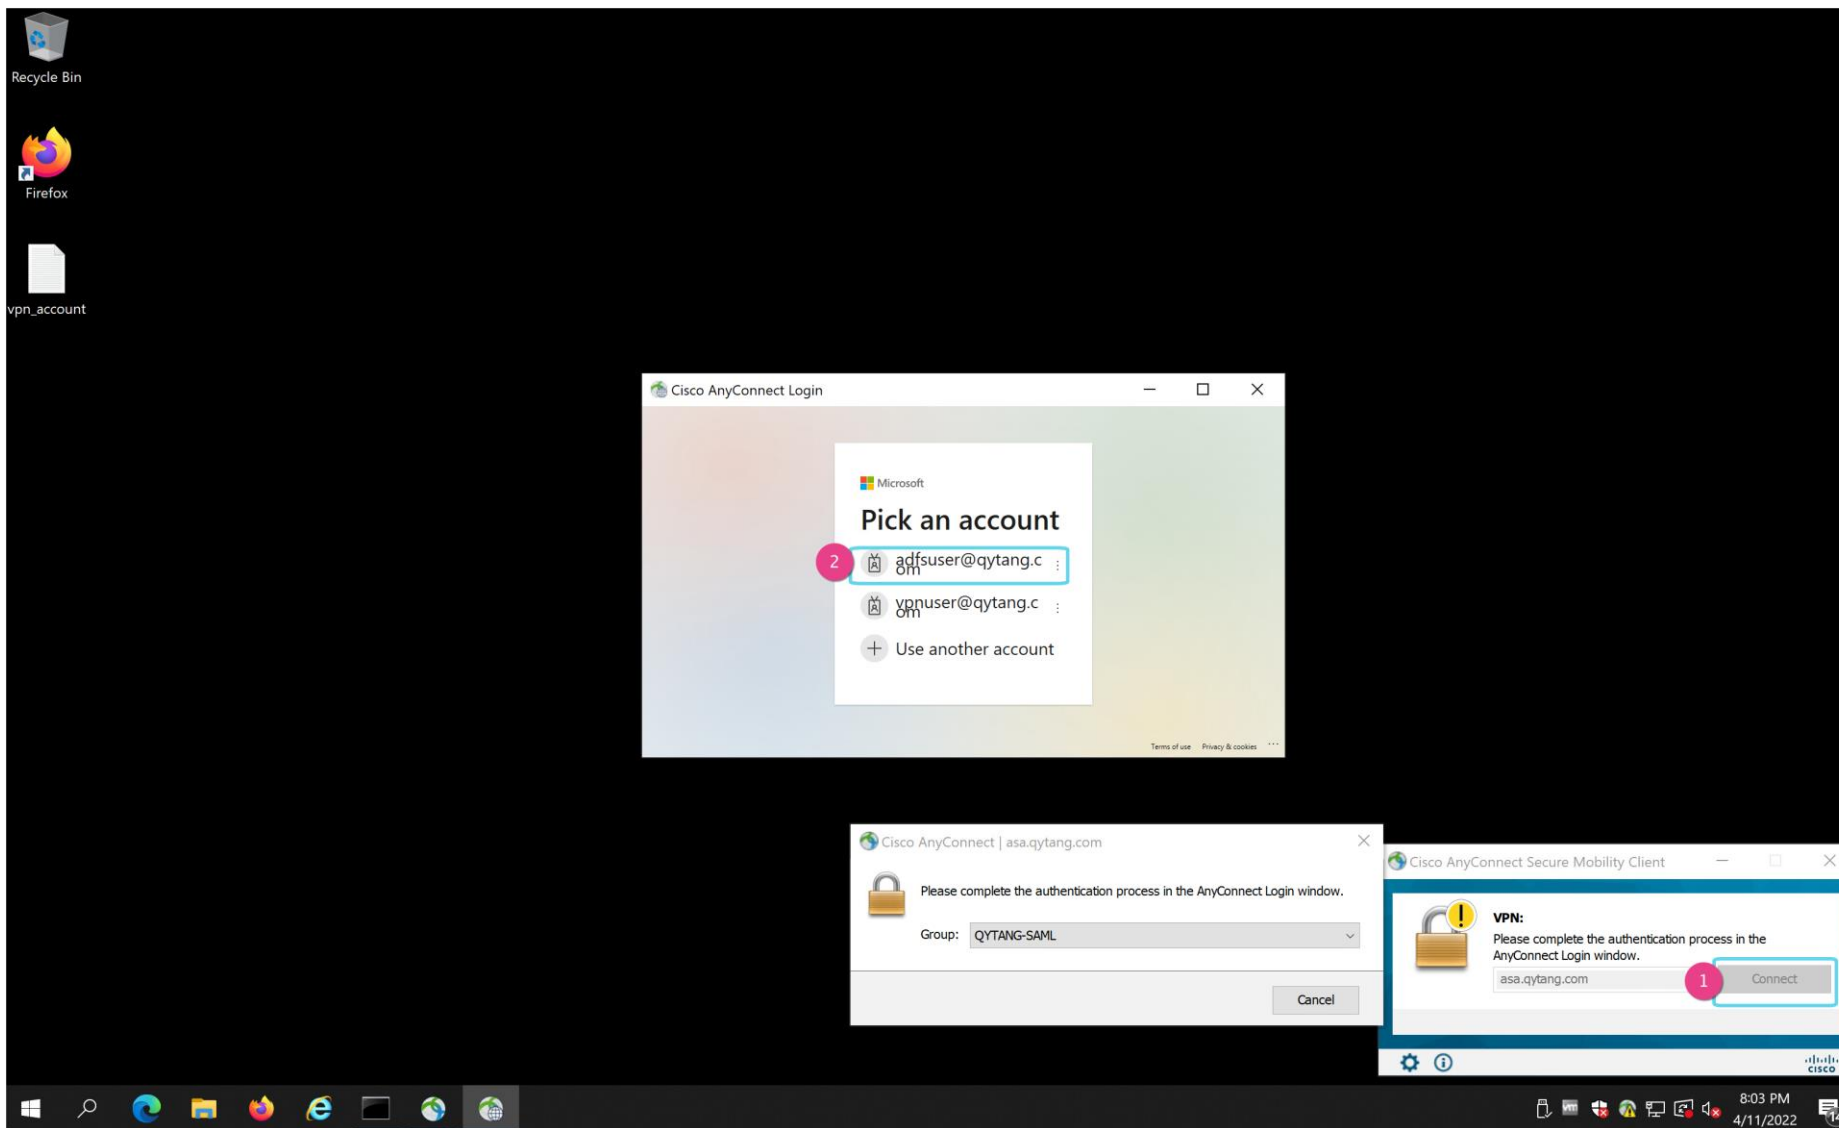 Recycle Bin
Firefox
vpn_account
Cisco AnyConnect Login
Microsoft
Pick an account
2
adfsuser@qytang.c
om
vpnuser@qytang.c
om
Use another account
Terms of use Privacy & cookies ...
Cisco AnyConnect | asa.qytang.com
Please complete the authentication process in the AnyConnect Login window.
Group: QYTANG-SAML
Cancel
Cisco AnyConnect Secure Mobility Client
VPN:
Please complete the authentication process in the
AnyConnect Login window.
asa.qytang.com
1
Connect
CISCO
vm
8:03 PM
4/11/2022